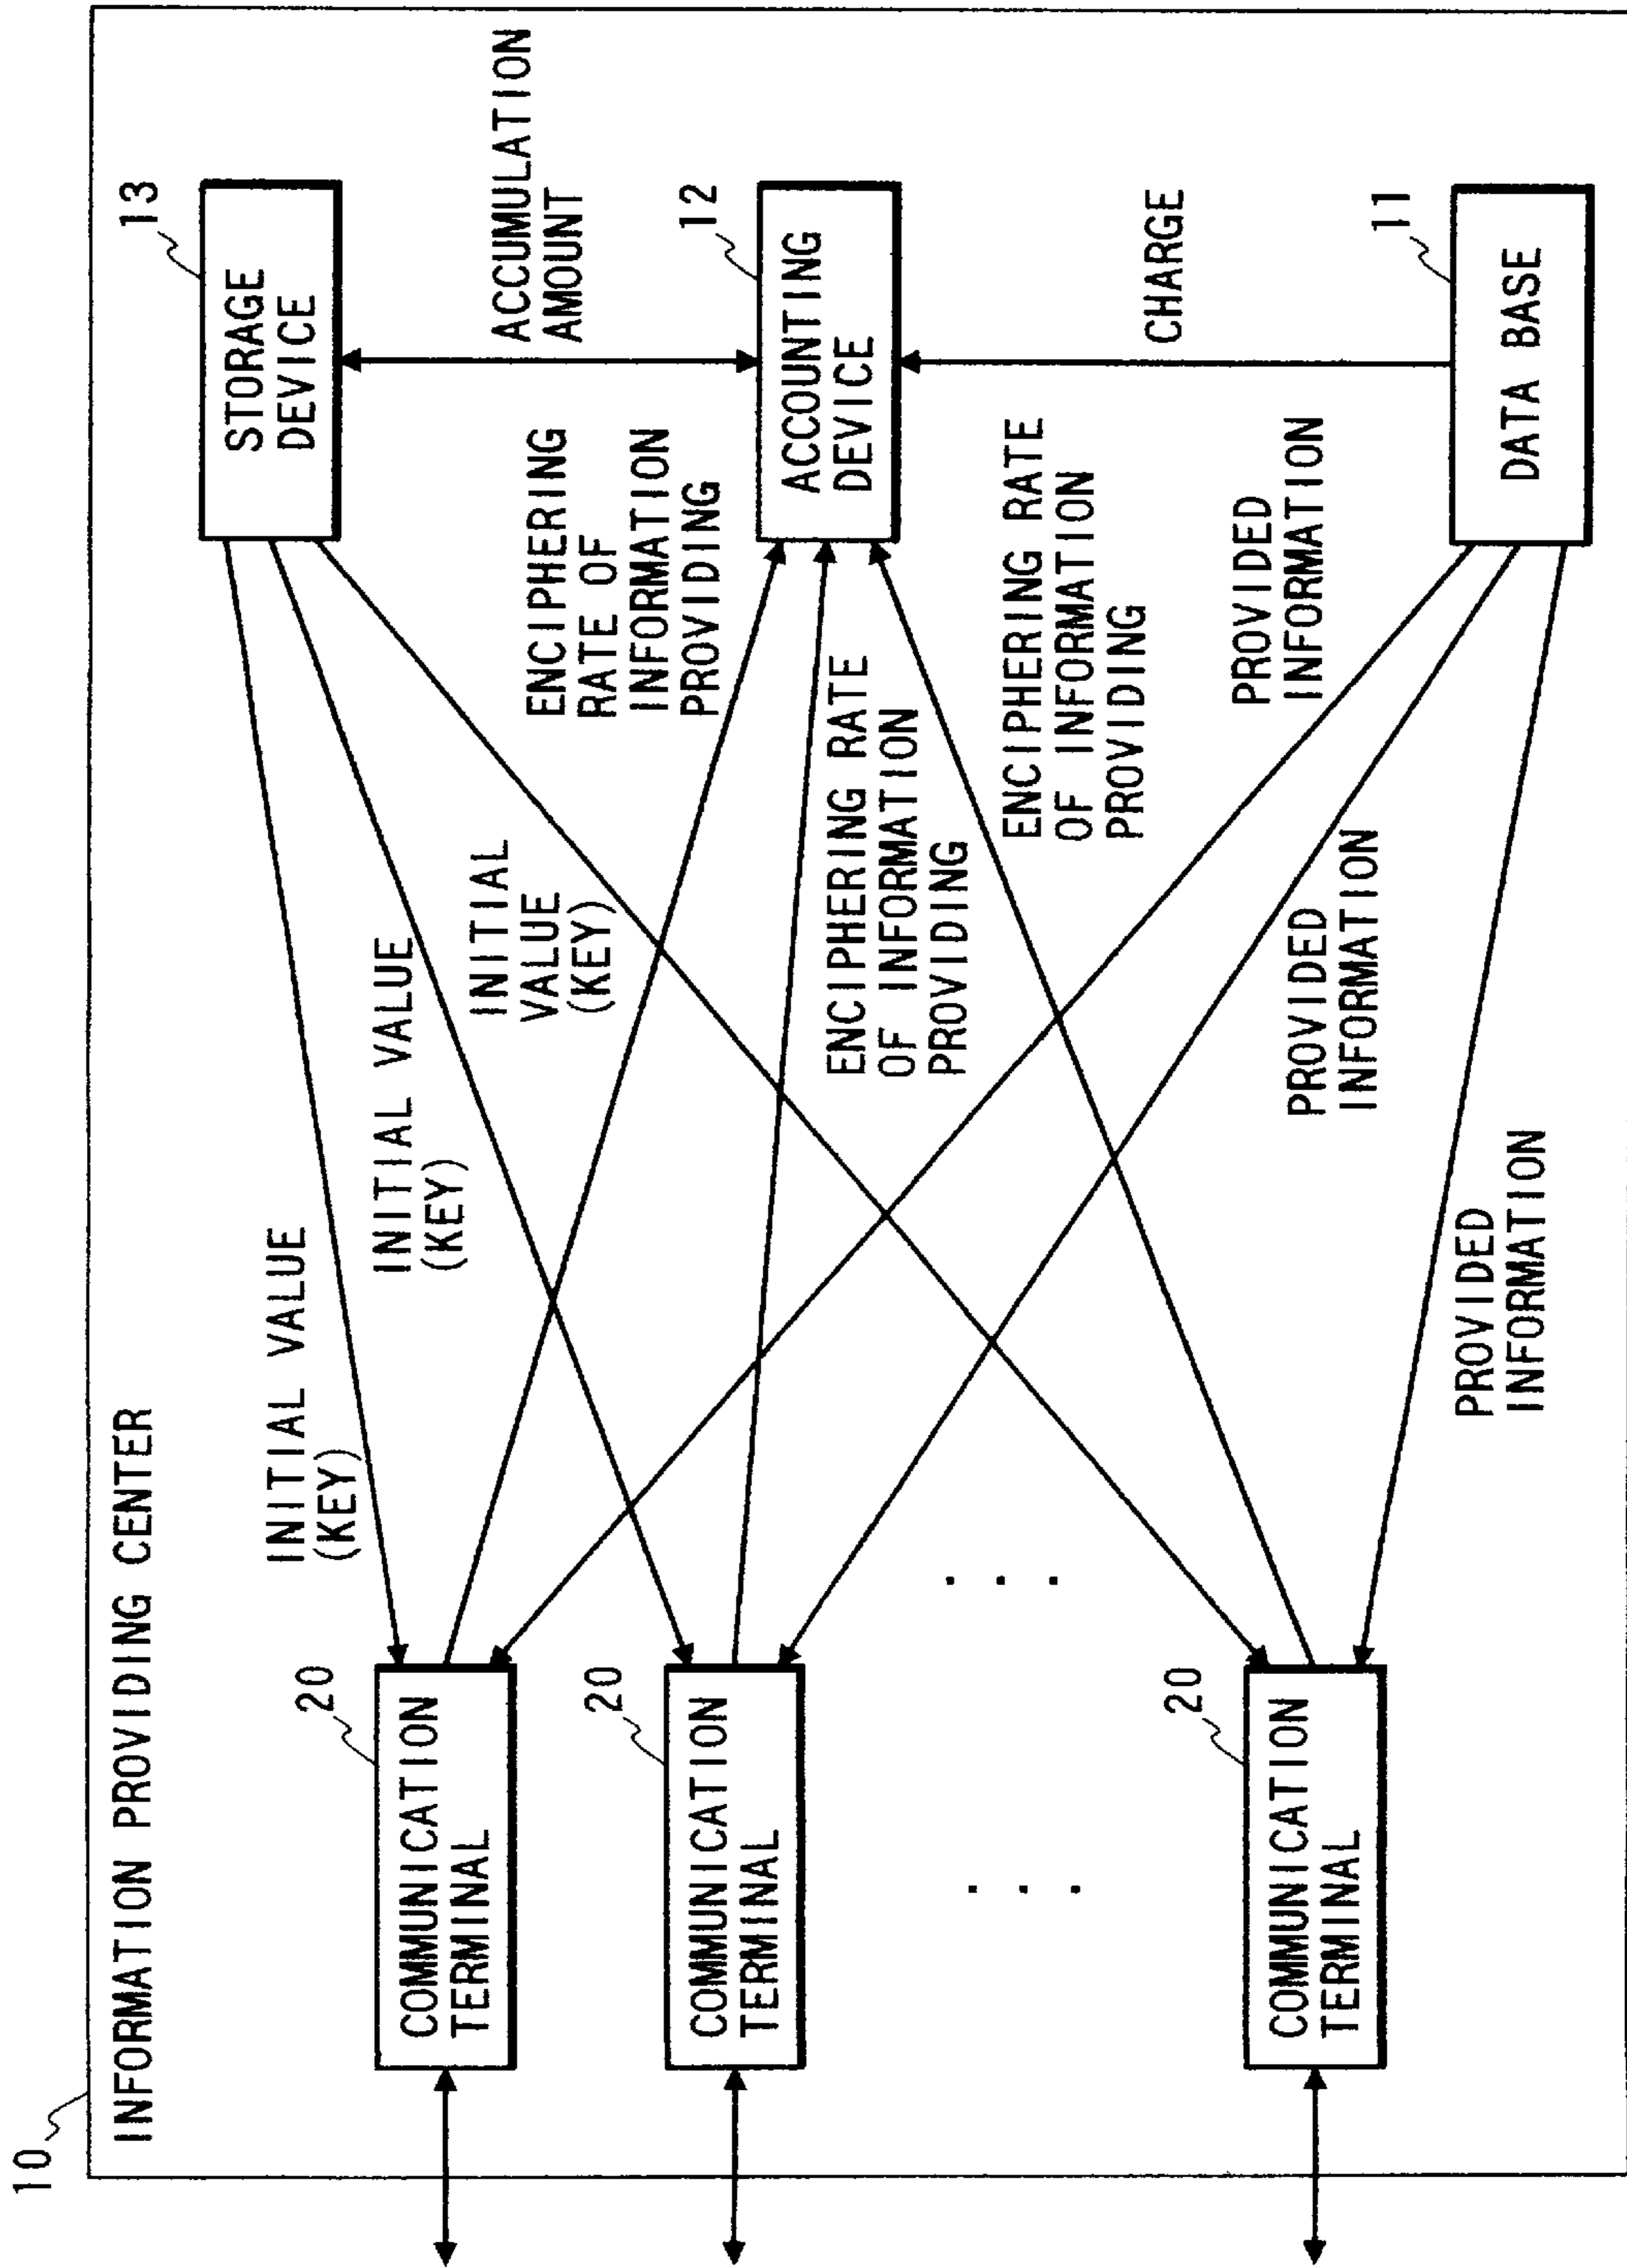 10
INFORMATION PROVIDING CENTER
20
COMMUNICATION
TERMINAL
20
COMMUNICATION
TERMINAL
. . .
20
COMMUNICATION
TERMINAL
INITIAL VALUE
(KEY)
INITIAL VALUE
(KEY)
INITIAL
VALUE
(KEY)
. . .
ENCIPHERING
RATE OF
INFORMATION
PROVIDING
ENCIPHERING RATE
OF INFORMATION
PROVIDING
ENCIPHERING RATE
OF INFORMATION
PROVIDING
PROVIDED
INFORMATION
PROVIDED
INFORMATION
PROVIDED
INFORMATION
13
STORAGE
DEVICE
ACCUMULATION
AMOUNT
12
ACCOUNTING
DEVICE
CHARGE
11
DATA BASE